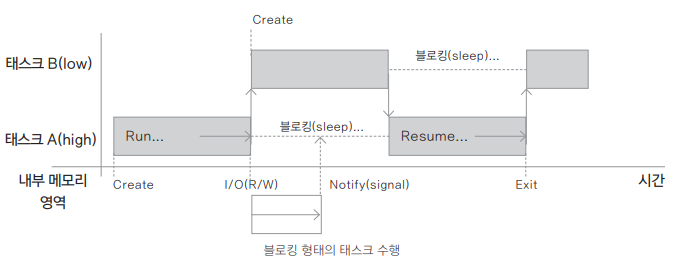 Create
태스크 B(low)
블로킹(sleep)...
태스크 A(high)
Run...
블로킹(sleep)...
Resume...
내부 메모리
영역
Create
I/O(R/W)
Notify(signal)
Exit
시간
블로킹 형태의 태스크 수행